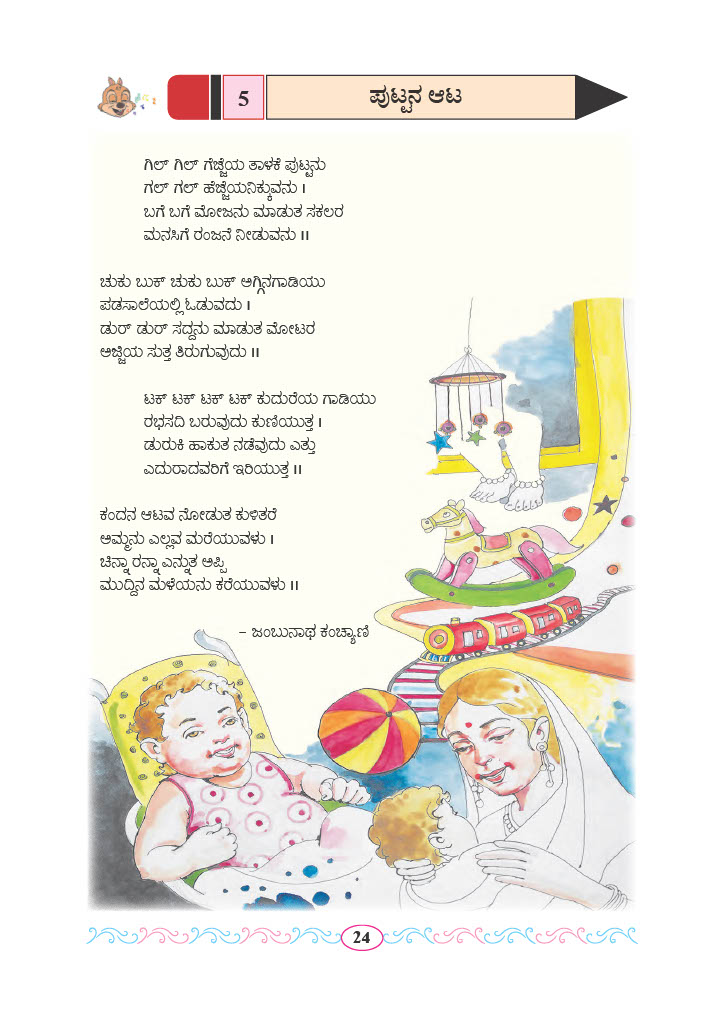 5
ಪುಟ್ಟನ ಆಟ
ಗಿಲ್ ಗಿಲ್ ಗೆಜ್ಜೆಯ ತಾಳಕೆ ಪುಟ್ಟನು
ಗಲ್ ಗಲ್ ಹೆಜ್ಜೆಯನಿಕ್ಕುವನು ।
ಬಗೆ ಬಗೆ ಮೋಜನು ಮಾಡುತ ಸಕಲರ
ಮನಸಿಗೆ ರಂಜನೆ ನೀಡುವನು ॥
ಚುಕು ಬುಕ್ ಚುಕು ಬುಕ್ ಅಗ್ಗಿನಗಾಡಿಯು
ಪಡಸಾಲೆಯಲ್ಲಿ ಓಡುವದು ।
ಡುರ್ ಡುರ್ ಸದ್ದನು ಮಾಡುತ ಮೋಟರ
ಅಜ್ಜಿಯ ಸುತ್ತ ತಿರುಗುವುದು ॥
ಟಕ್ ಟಕ್ ಟಕ್ ಟಕ್ ಕುದುರೆಯ ಗಾಡಿಯು
ರಭಸದಿ ಬರುವುದು ಕುಣಿಯುತ್ತ ।
ಡುರುಕಿ ಹಾಕುತ ನಡೆವುದು ಎತ್ತು
ಎದುರಾದವರಿಗೆ ಇರಿಯುತ್ತ ॥
ಕಂದನ ಆಟವ ನೋಡುತ ಕುಳಿತರೆ
ಅಮ್ಮನು ಎಲ್ಲವ ಮರೆಯುವಳು ।
ಚಿನ್ನಾ ರನ್ನಾ ಎನ್ನುತ ಅಪ್ಪಿ
ಮುದ್ದಿನ ಮಳೆಯನು ಕರೆಯುವಳು ॥
– ಜಂಬುನಾಥ ಕಂಚ್ಯಾಣಿ
24